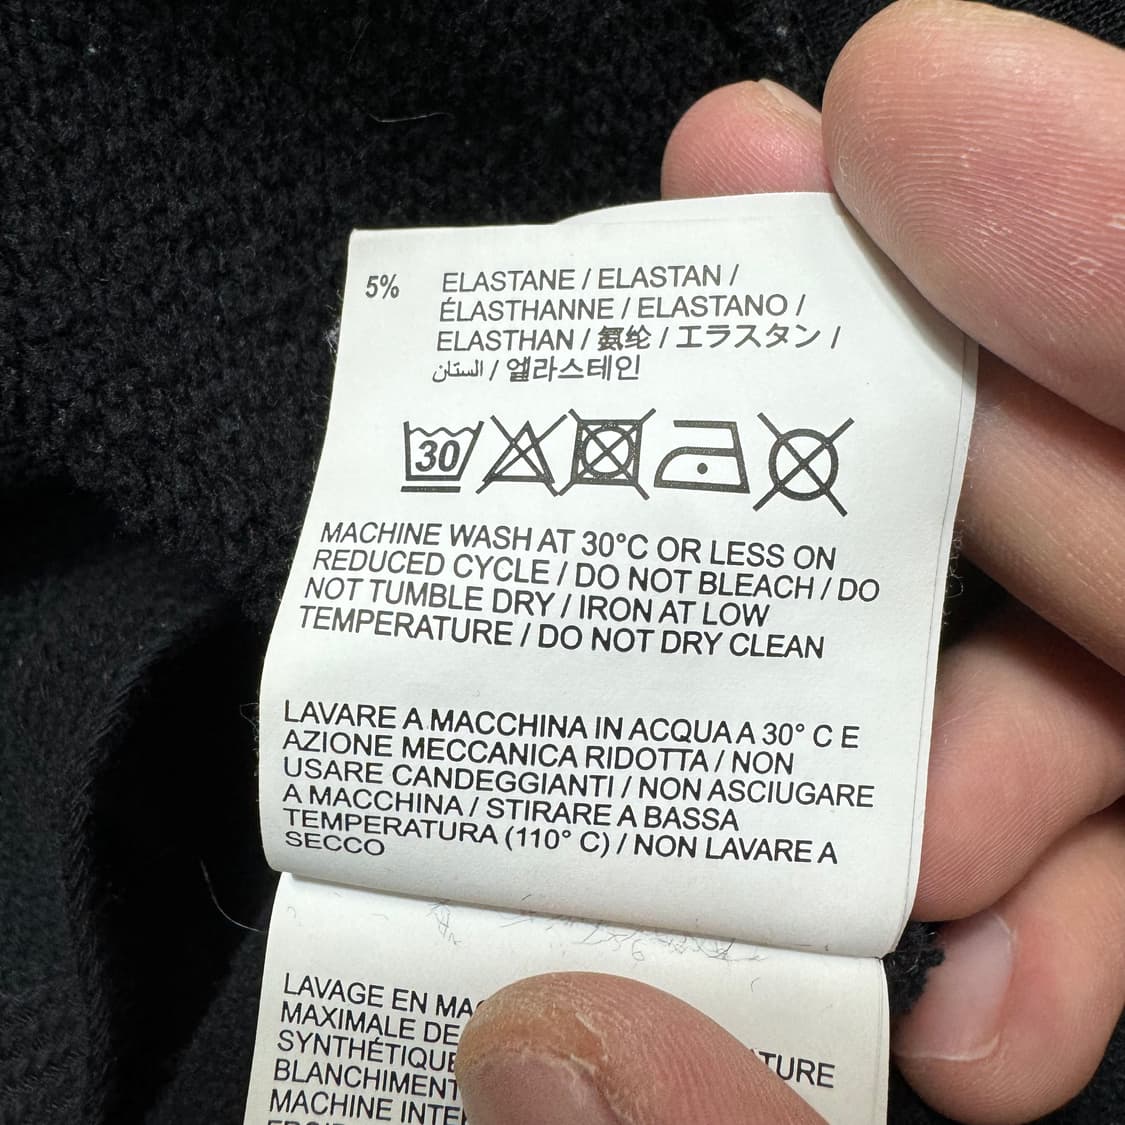 5% ELASTANE / ELASTAN /
ÉLASTHANNE / ELASTANO /
ELASTHAN / 氨纶 / エラスタン /
الستان / 엘라스테인
30
MACHINE WASH AT 30°C OR LESS ON
REDUCED CYCLE / DO NOT BLEACH / DO
NOT TUMBLE DRY / IRON AT LOW
TEMPERATURE / DO NOT DRY CLEAN
LAVARE A MACCHINA IN ACQUA A 30° C E
AZIONE MECCANICA RIDOTTA / NON
USARE CANDEGGIANTI / NON ASCIUGARE
A MACCHINA / STIRARE A BASSA
TEMPERATURA (110° C) / NON LAVARE A
SECCO
LAVAGE EN
MAXIMALE DE
SYNTHÉTIQUE
BLANCHIMENT
MACHINE